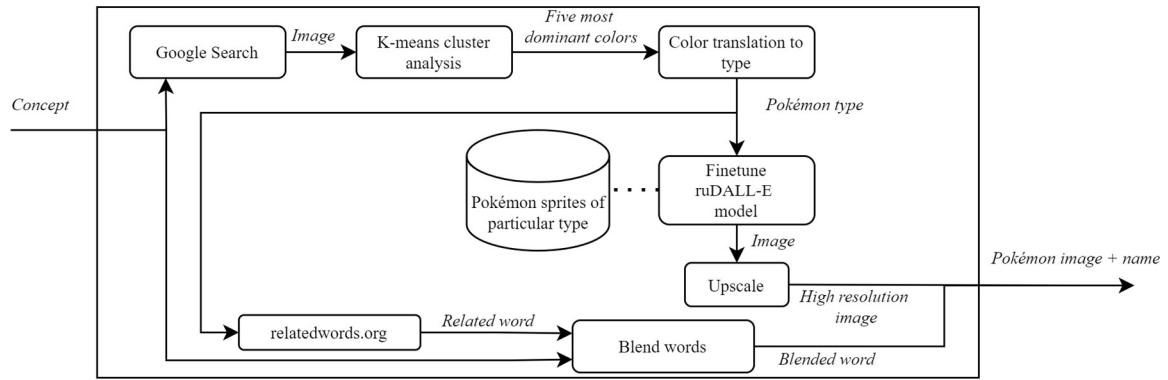 Concept
Google Search
Image
K-means cluster
analysis
Five most
dominant colors
Color translation to
type
Pokémon type
Pokémon sprites of
particular type
Finetune
ruDALL-E
model
Image
Upscale
High resolution
image
Pokémon image + name
relatedwords.org
Related word
Blend words
Blended word